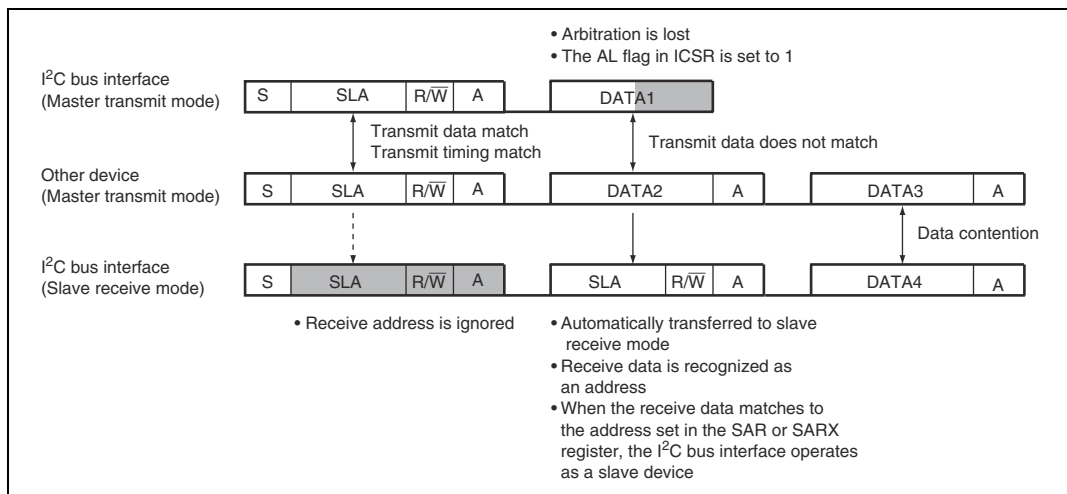 • Arbitration is lost
• The AL flag in ICSR is set to 1
I²C bus interface
(Master transmit mode)
S SLA R/W̅ A DATA1
Transmit data match
Transmit timing match
Transmit data does not match
Other device
(Master transmit mode)
S SLA R/W̅ A DATA2 A DATA3 A
Data contention
I²C bus interface
(Slave receive mode)
S SLA R/W̅ A SLA R/W̅ A DATA4 A
• Receive address is ignored
• Automatically transferred to slave
receive mode
• Receive data is recognized as
an address
• When the receive data matches to
the address set in the SAR or SARX
register, the I²C bus interface operates
as a slave device